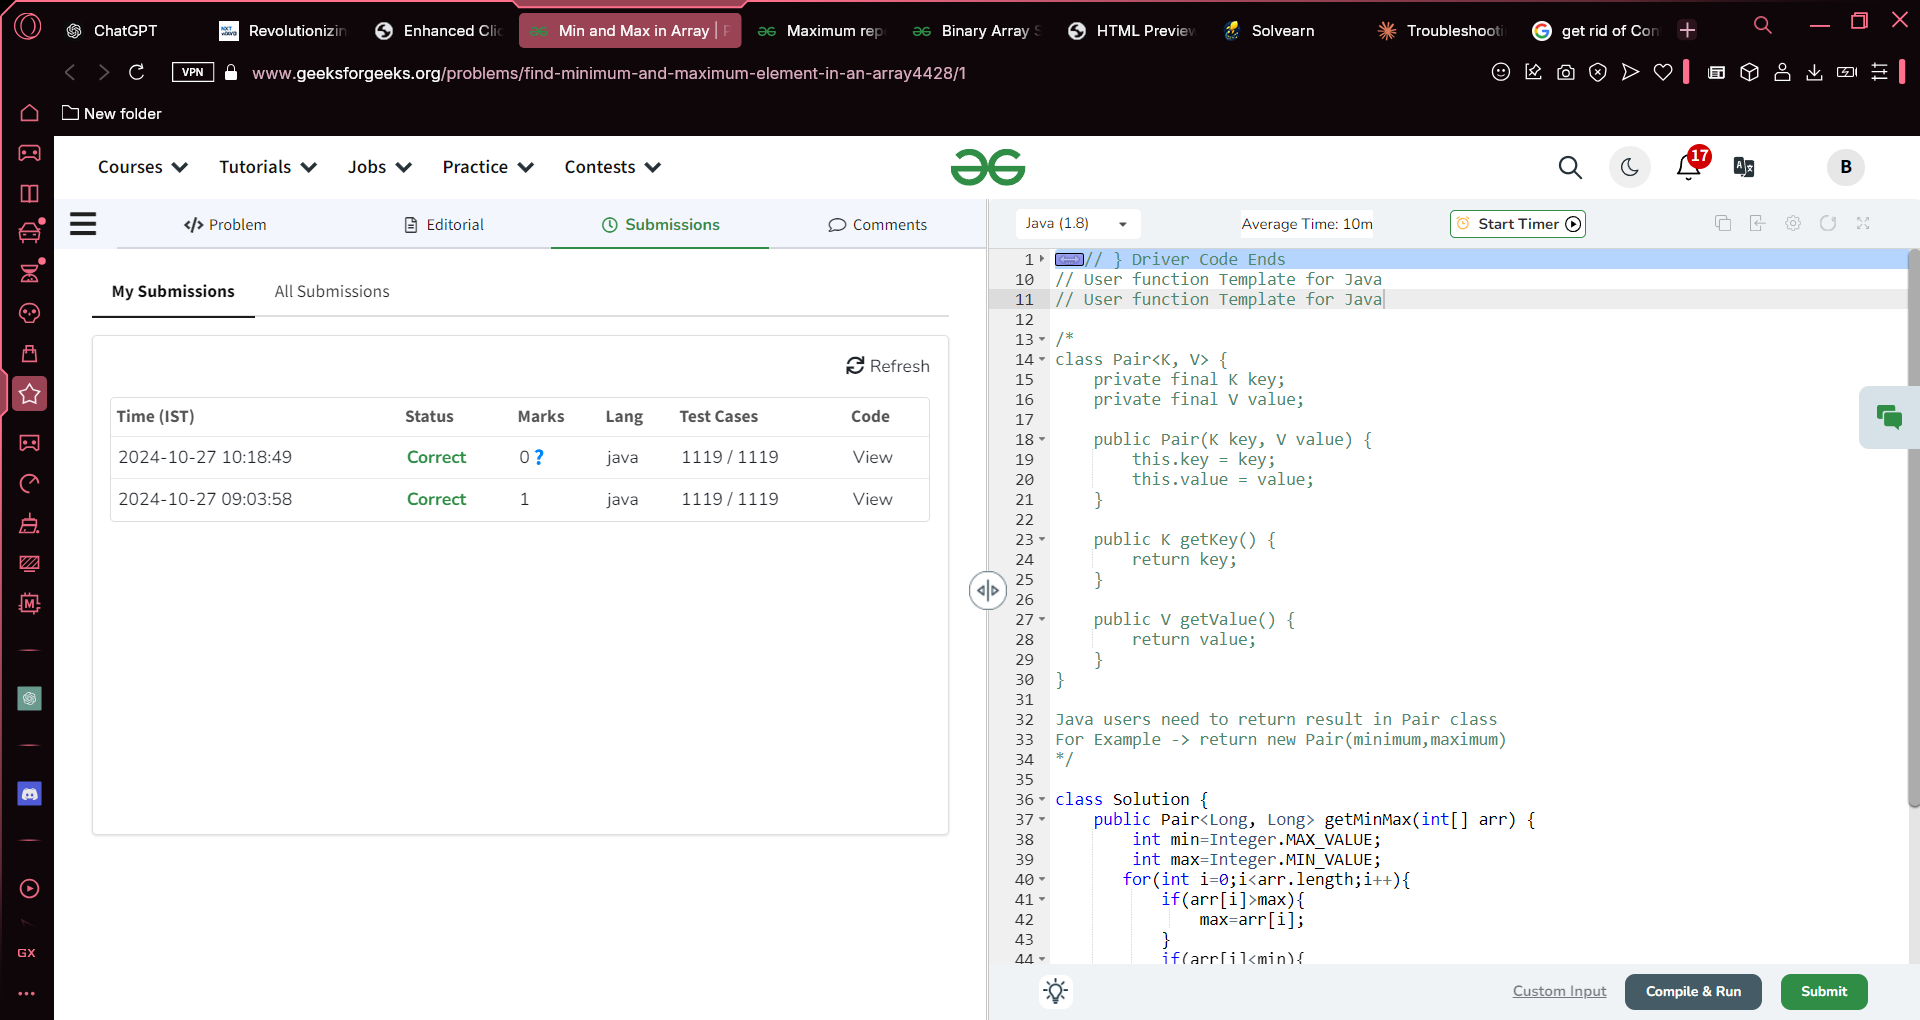 ChatGPT
Revolutionizin
Enhanced Clic
Min and Max in Array | P
Maximum rep
Binary Array S
HTML Preview
Solvearn
Troubleshooti
get rid of Con
VPN
www.geeksforgeeks.org/problems/find-minimum-and-maximum-element-in-an-array4428/1
New folder
Courses Tutorials Jobs Practice Contests
17
B
Problem Editorial Submissions Comments
Java (1.8)
Average Time: 10m
Start Timer
My Submissions All Submissions
Refresh
Time (IST) Status Marks Lang Test Cases Code
2024-10-27 10:18:49 Correct 0 ? java 1119 / 1119 View
2024-10-27 09:03:58 Correct 1 java 1119 / 1119 View
1 // } Driver Code Ends
10 // User function Template for Java
11 // User function Template for Java
12
13 /*
14 class Pair<K, V> {
15 private final K key;
16 private final V value;
17
18 public Pair(K key, V value) {
19 this.key = key;
20 this.value = value;
21 }
22
23 public K getKey() {
24 return key;
25 }
26
27 public V getValue() {
28 return value;
29 }
30 }
31
32 Java users need to return result in Pair class
33 For Example -> return new Pair(minimum,maximum)
34 */
35
36 class Solution {
37 public Pair<Long, Long> getMinMax(int[] arr) {
38 int min=Integer.MAX_VALUE;
39 int max=Integer.MIN_VALUE;
40 for(int i=0;i<arr.length;i++){
41 if(arr[i]>max){
42 max=arr[i];
43 }
44 if(arr[i]<min){
Custom Input
Compile & Run
Submit
GX